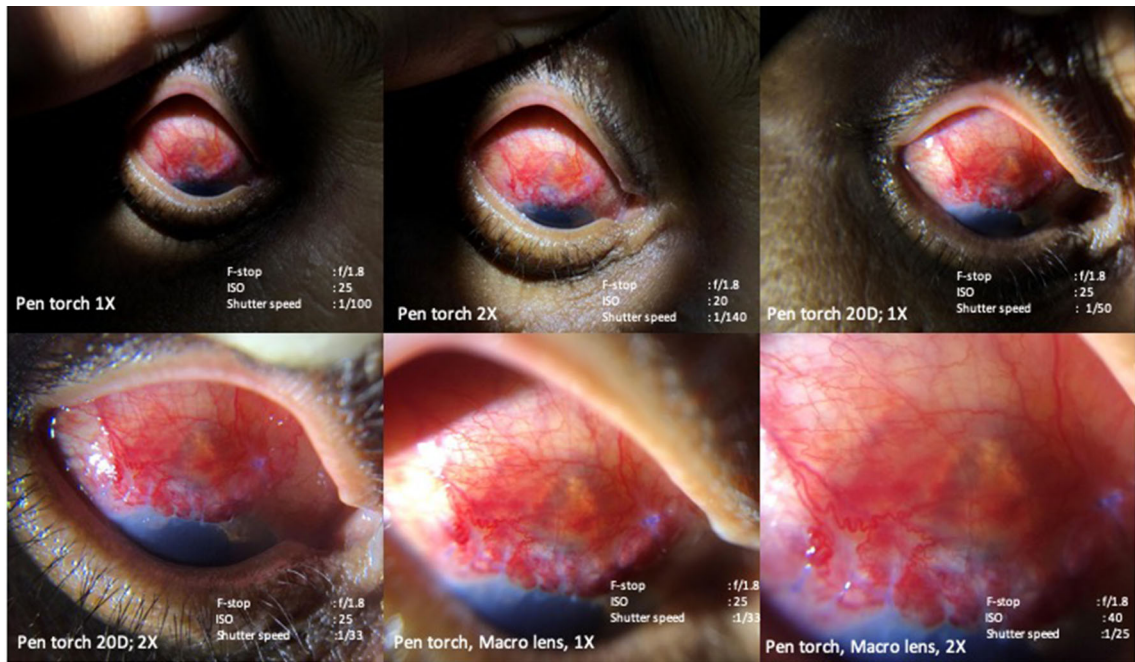 F-stop : f/1.8
ISO : 25
Shutter speed : 1/100
Pen torch 1X
F-stop : f/1.8
ISO : 20
Shutter speed : 1/140
Pen torch 2X
F-stop : f/1.8
ISO : 25
Shutter speed : 1/50
Pen torch 20D; 1X
F-stop : f/1.8
ISO : 25
Shutter speed :1/33
Pen torch 20D; 2X
F-stop : f/1.8
ISO : 25
Shutter speed :1/33
Pen torch, Macro lens, 1X
F-stop : f/1.8
ISO : 40
Shutter speed :1/25
Pen torch, Macro lens, 2X